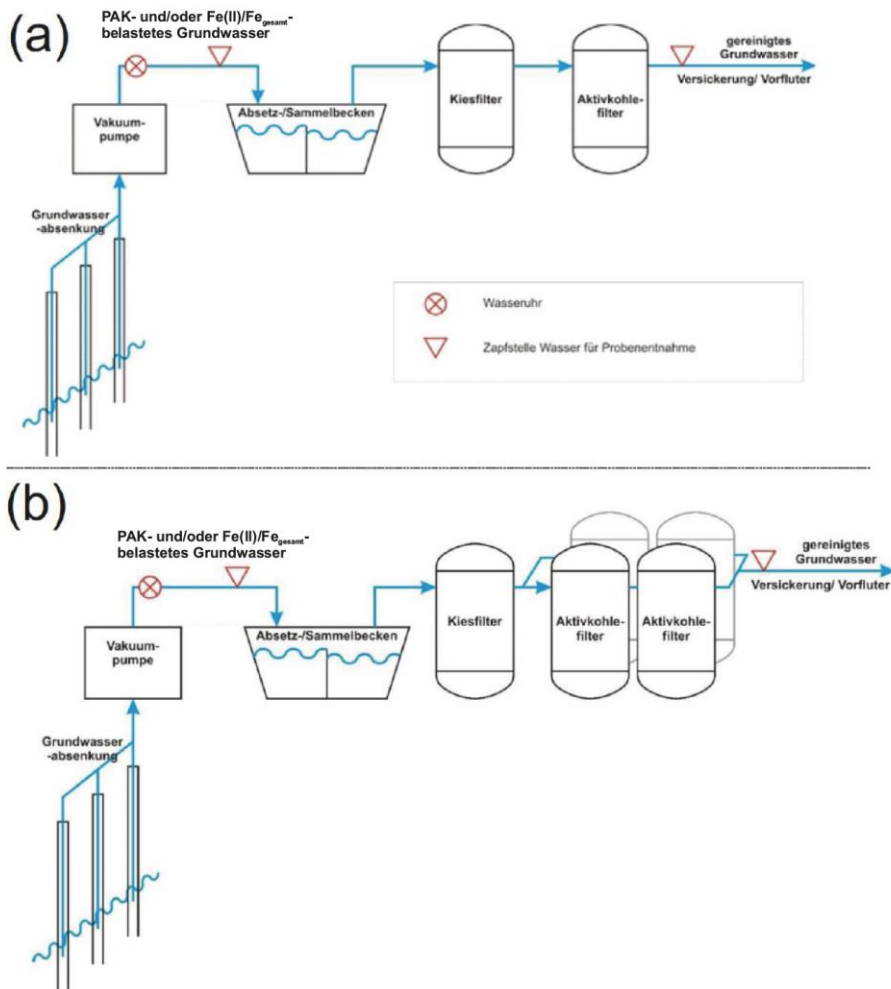 (a)
PAK- und/oder Fe(II)/Fegesamt-
belastetes Grundwasser
Vakuum-
pumpe
Absetz-/Sammelbecken
Kiesfilter
Aktivkohle-
filter
gereinigtes
Grundwasser
Versickerung/ Vorfluter
Grundwasser
-absenkung
Wasseruhr
Zapfstelle Wasser für Probenentnahme
(b)
PAK- und/oder Fe(II)/Fegesamt-
belastetes Grundwasser
Vakuum-
pumpe
Absetz-/Sammelbecken
Kiesfilter
Aktivkohle-
filter
Aktivkohle-
filter
gereinigtes
Grundwasser
Versickerung/ Vorfluter
Grundwasser
-absenkung